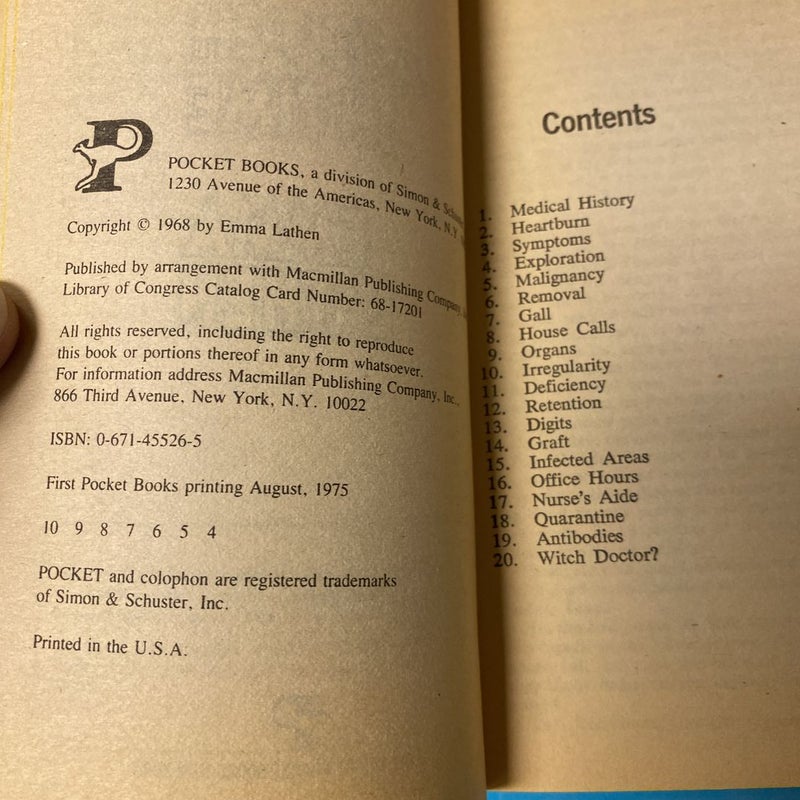 P
POCKET BOOKS, a division of Simon &
1230 Avenue of the Americas, New York, N.Y.
Copyright © 1968 by Emma Lathen
Published by arrangement with Macmillan Publishing Company,
Library of Congress Catalog Card Number: 68-17201
All rights reserved, including the right to reproduce
this book or portions thereof in any form whatsoever.
For information address Macmillan Publishing Company, Inc.,
866 Third Avenue, New York, N.Y. 10022
ISBN: 0-671-45526-5
First Pocket Books printing August, 1975
10 9 8 7 6 5 4
POCKET and colophon are registered trademarks
of Simon & Schuster, Inc.
Printed in the U.S.A.
Contents
1. Medical History
2. Heartburn
3. Symptoms
4. Exploration
5. Malignancy
6. Removal
7. Gall
8. House Calls
9. Organs
10. Irregularity
11. Deficiency
12. Retention
13. Digits
14. Graft
15. Infected Areas
16. Office Hours
17. Nurse's Aide
18. Quarantine
19. Antibodies
20. Witch Doctor?